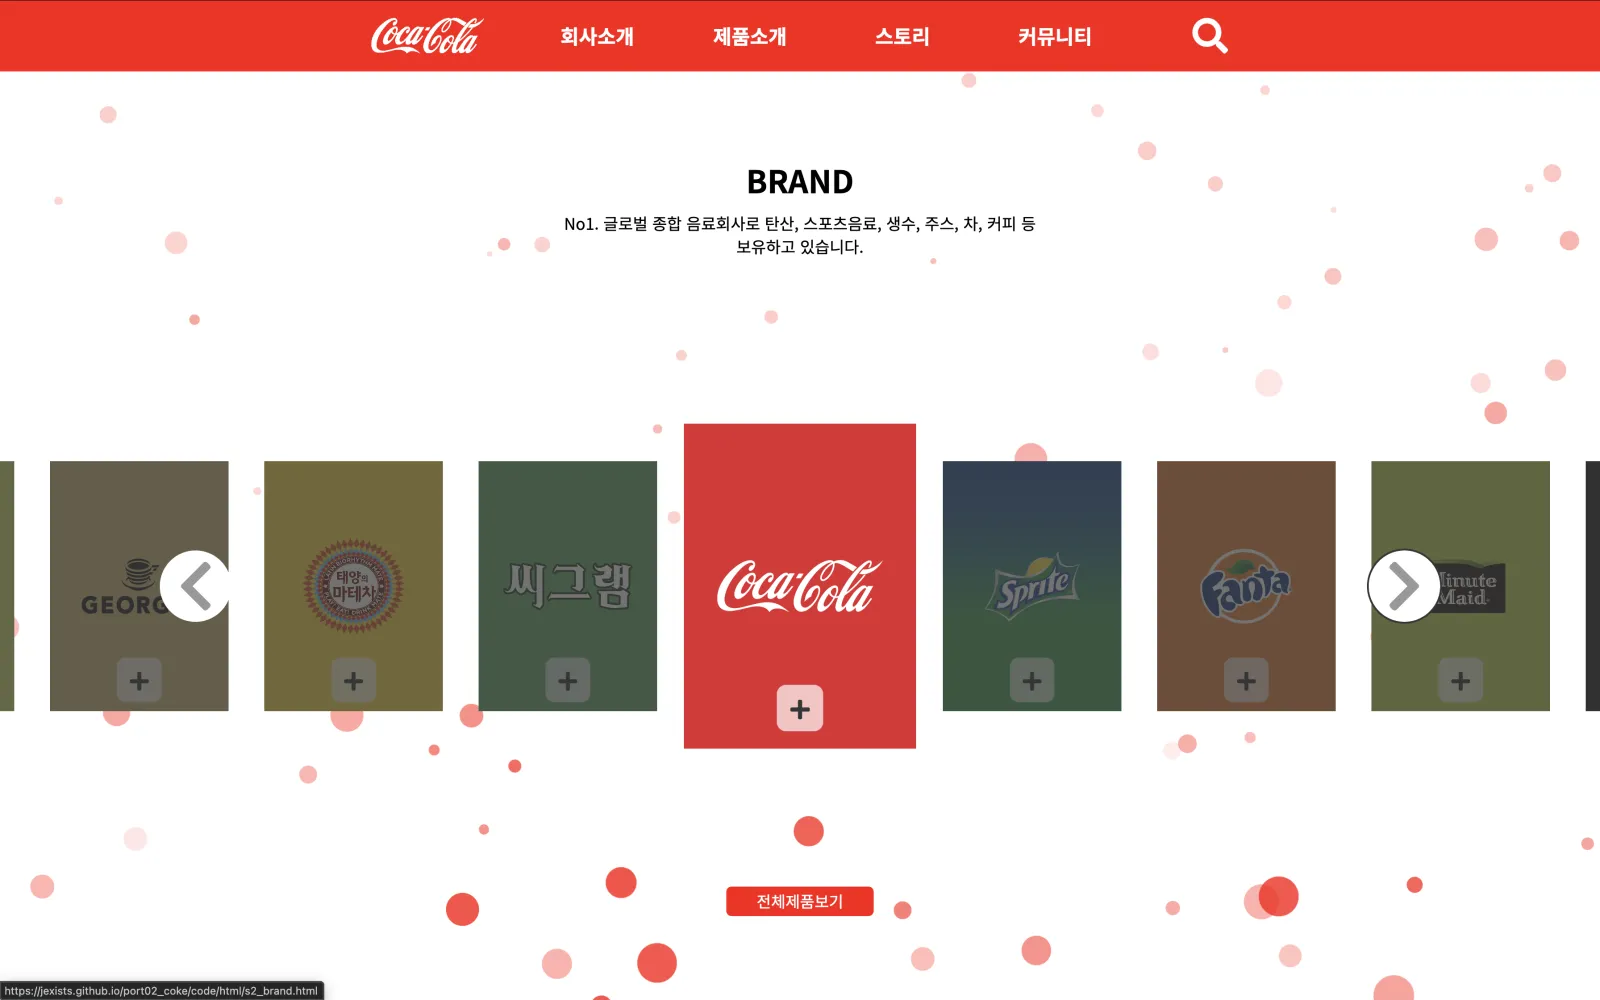 Coca-Cola 회사소개 제품소개 스토리 커뮤니티
BRAND
No1. 글로벌 종합 음료회사로 탄산, 스포츠음료, 생수, 주스, 차, 커피 등
보유하고 있습니다.
GEORG
태양의
마테차
씨그램
Coca-Cola
Sprite
Fanta
Minute
Maid
전체제품보기
https://jexists.github.io/port02_coke/code/html/s2_brand.html